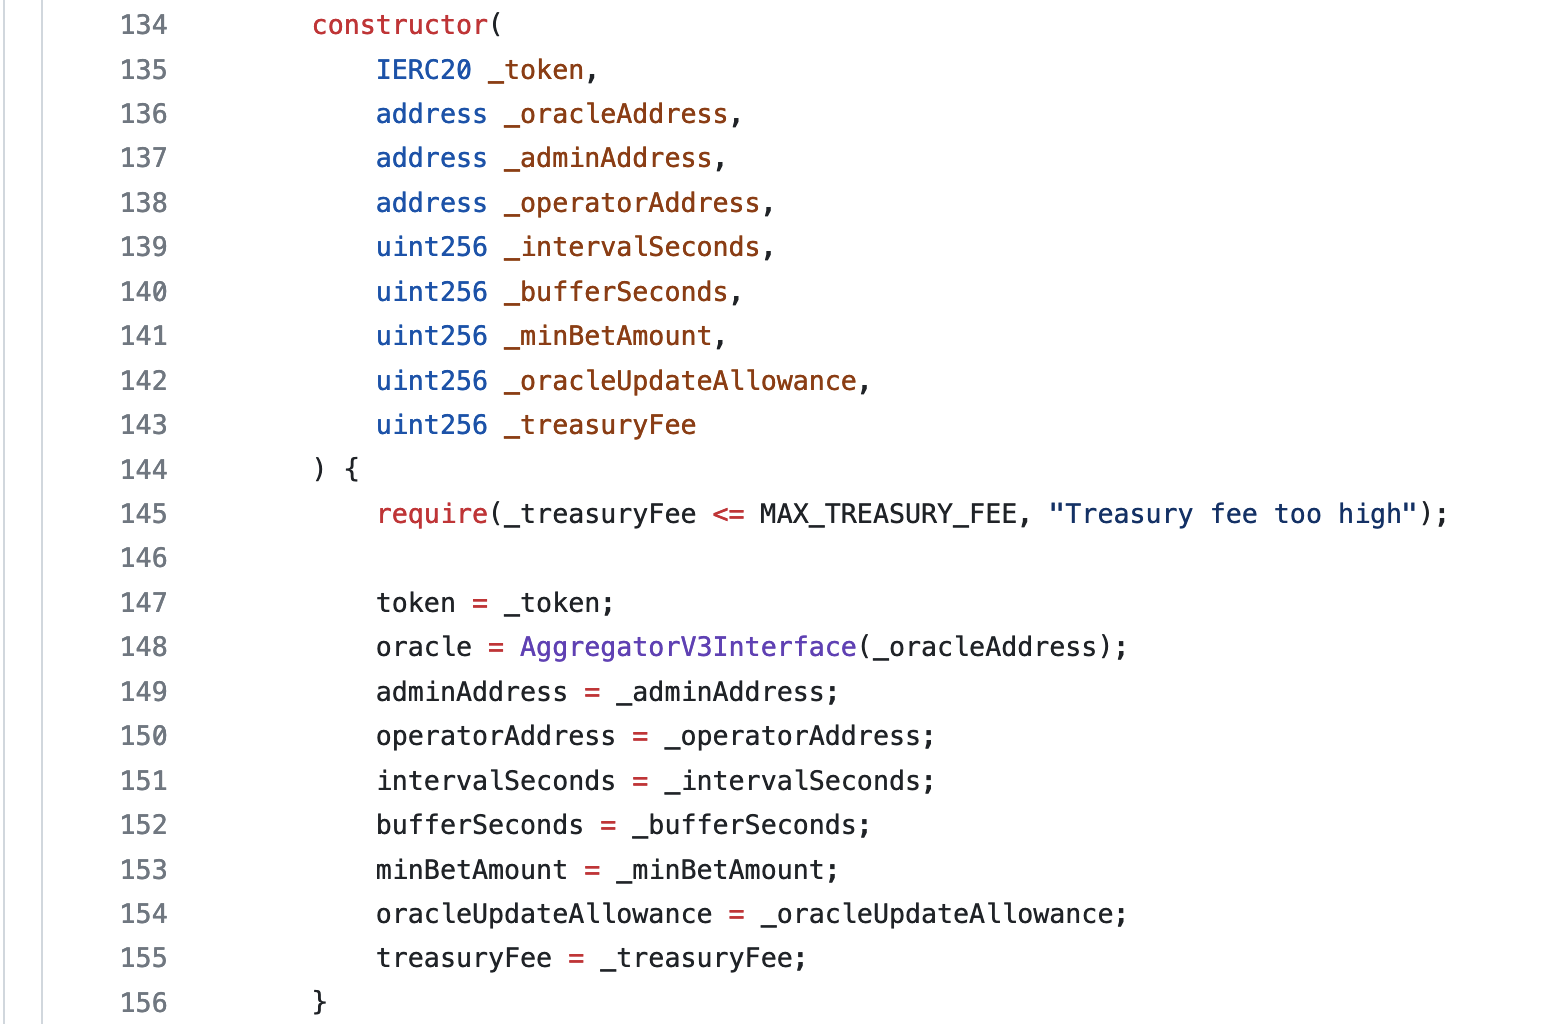 134 constructor(
135 IERC20 _token,
136 address _oracleAddress,
137 address _adminAddress,
138 address _operatorAddress,
139 uint256 _intervalSeconds,
140 uint256 _bufferSeconds,
141 uint256 _minBetAmount,
142 uint256 _oracleUpdateAllowance,
143 uint256 _treasuryFee
144 ) {
145 require(_treasuryFee <= MAX_TREASURY_FEE, "Treasury fee too high");
146
147 token = _token;
148 oracle = AggregatorV3Interface(_oracleAddress);
149 adminAddress = _adminAddress;
150 operatorAddress = _operatorAddress;
151 intervalSeconds = _intervalSeconds;
152 bufferSeconds = _bufferSeconds;
153 minBetAmount = _minBetAmount;
154 oracleUpdateAllowance = _oracleUpdateAllowance;
155 treasuryFee = _treasuryFee;
156 }